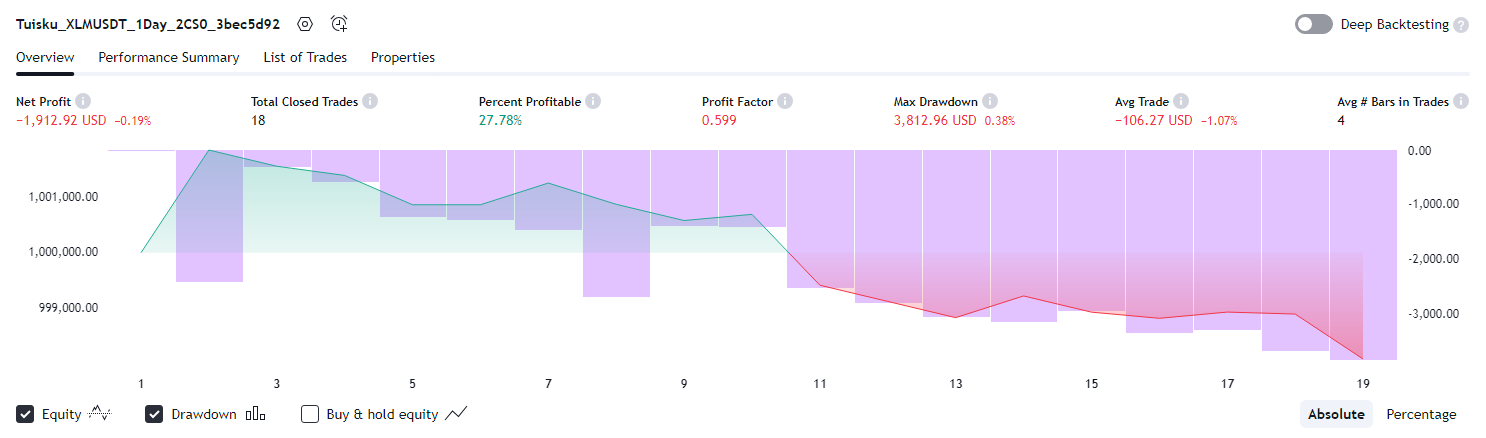 Tuisku_XLMUSDT_1Day_2CS0_3bec5d92 Deep Backtesting
Overview Performance Summary List of Trades Properties
Net Profit Total Closed Trades Percent Profitable Profit Factor Max Drawdown Avg Trade Avg # Bars in Trades
−1,912.92 USD −0.19% 18 27.78% 0.599 3,812.96 USD 0.38% −106.27 USD −1.07% 4
0.00
1,001,000.00 -1,000.00
1,000,000.00 -2,000.00
999,000.00 -3,000.00
1 3 5 7 9 11 13 15 17 19
Equity Drawdown Buy & hold equity Absolute Percentage